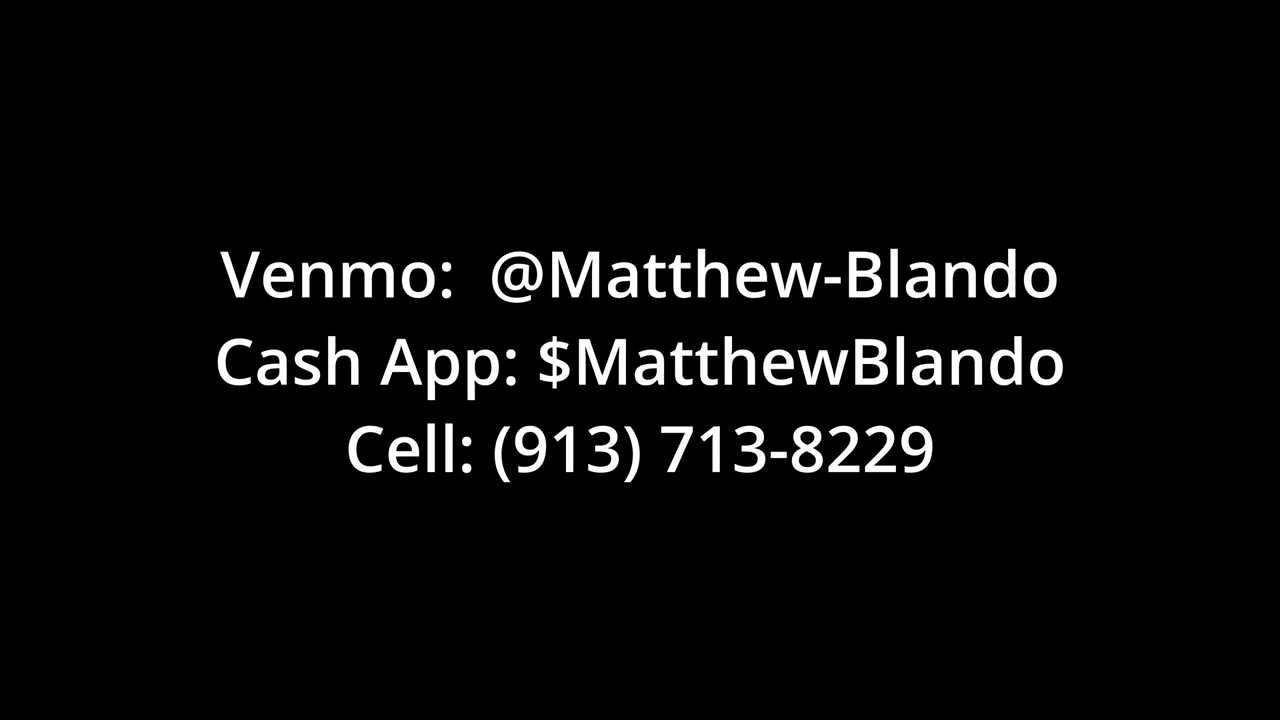 Venmo:  @Matthew-Blando
Cash App: $MatthewBlando
Cell: (913) 713-8229